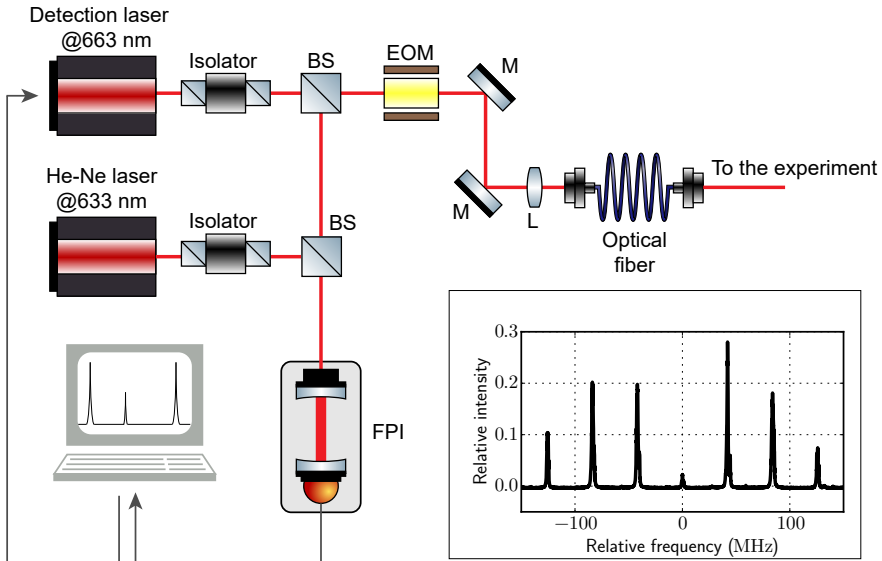 Detection laser
@663 nm
Isolator
BS
EOM
M
He-Ne laser
@633 nm
Isolator
BS
M
L
To the experiment
Optical
fiber
FPI
0.3
0.2
0.1
0.0
Relative intensity
−100
0
100
Relative frequency (MHz)